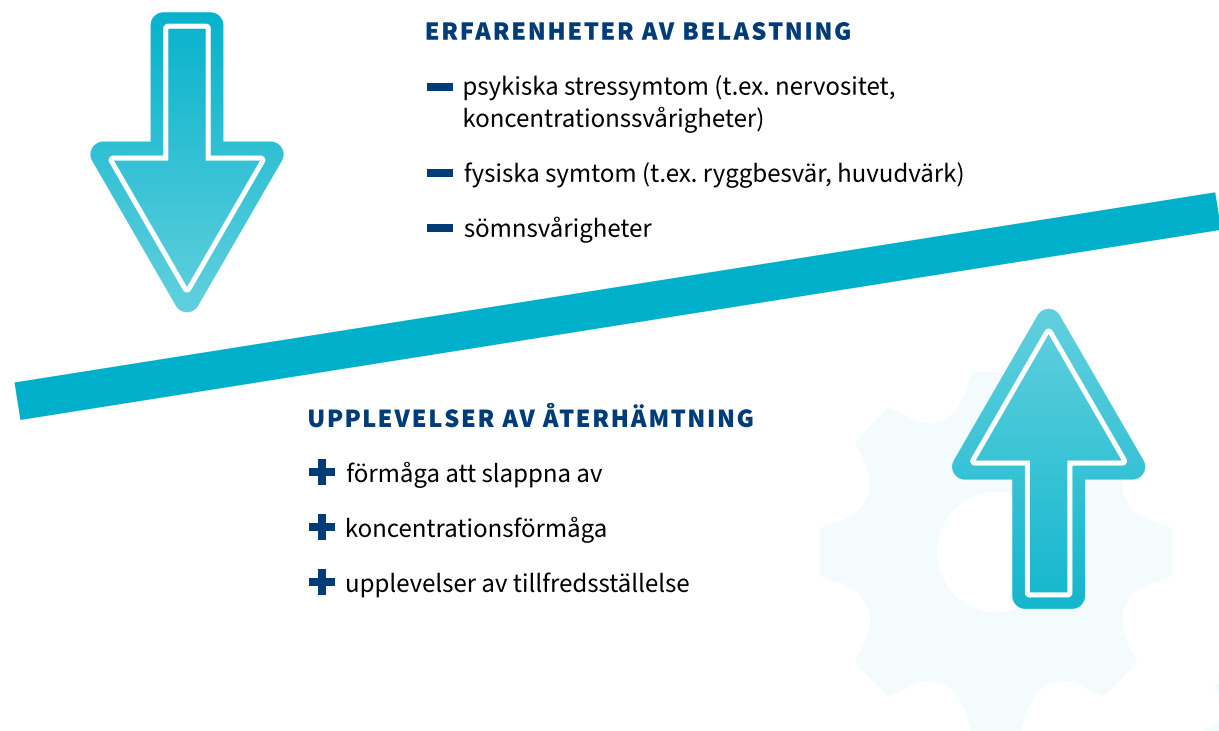 ERFARENHETER AV BELASTNING
psykiska stressymtom (t.ex. nervositet,
koncentrationssvårigheter)
fysiska symtom (t.ex. ryggbesvär, huvudvärk)
sömnsvårigheter
UPPLEVELSER AV ÅTERHÄMTNING
förmåga att slappna av
koncentrationsförmåga
upplevelser av tillfredsställelse